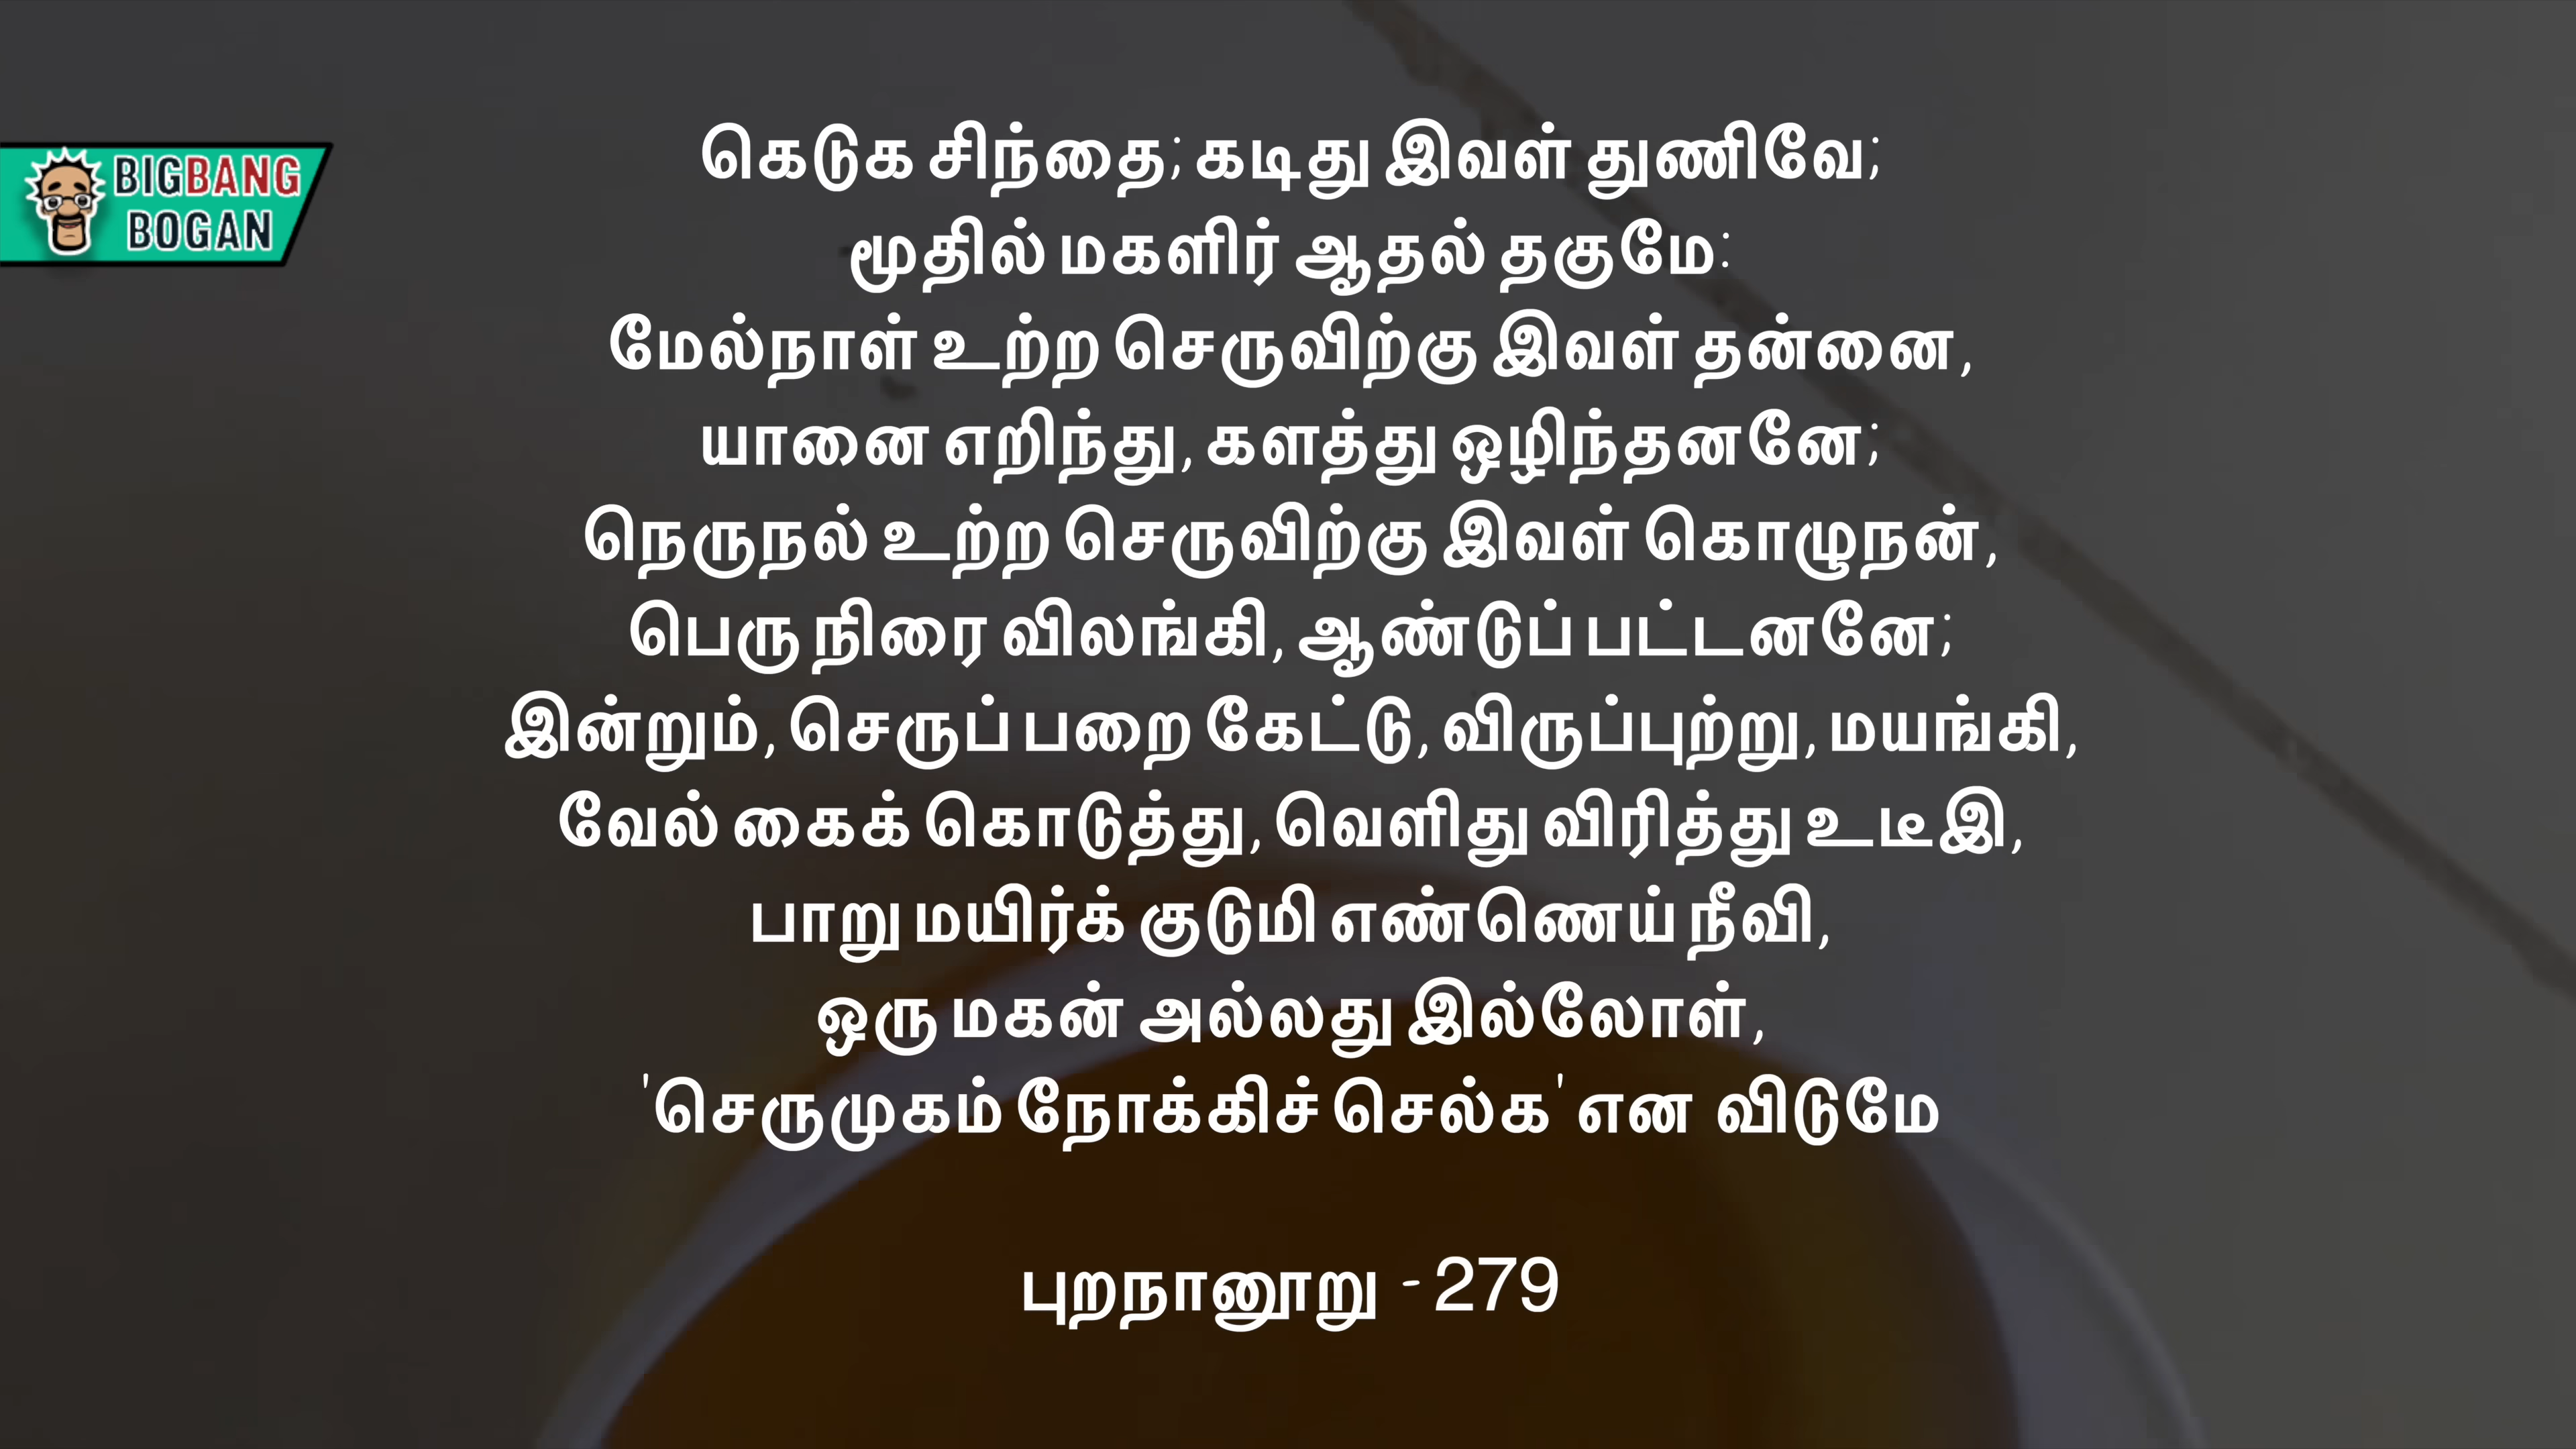 BIGBANG
BOGAN
கெடுக சிந்தை; கடிது இவள் துணிவே;
மூதில் மகளிர் ஆதல் தகுமே:
மேல்நாள் உற்ற செருவிற்கு இவள் தன்னை,
யானை எறிந்து, களத்து ஒழிந்தனனே;
நெருநல் உற்ற செருவிற்கு இவள் கொழுநன்,
பெரு நிரை விலங்கி, ஆண்டுப் பட்டனனே;
இன்றும், செருப் பறை கேட்டு, விருப்புற்று, மயங்கி,
வேல் கைக் கொடுத்து, வெளிது விரித்து உடீஇ,
பாறு மயிர்க் குடுமி எண்ணெய் நீவி,
ஒரு மகன் அல்லது இல்லோள்,
'செருமுகம் நோக்கிச் செல்க' என விடுமே
புறநானூறு - 279